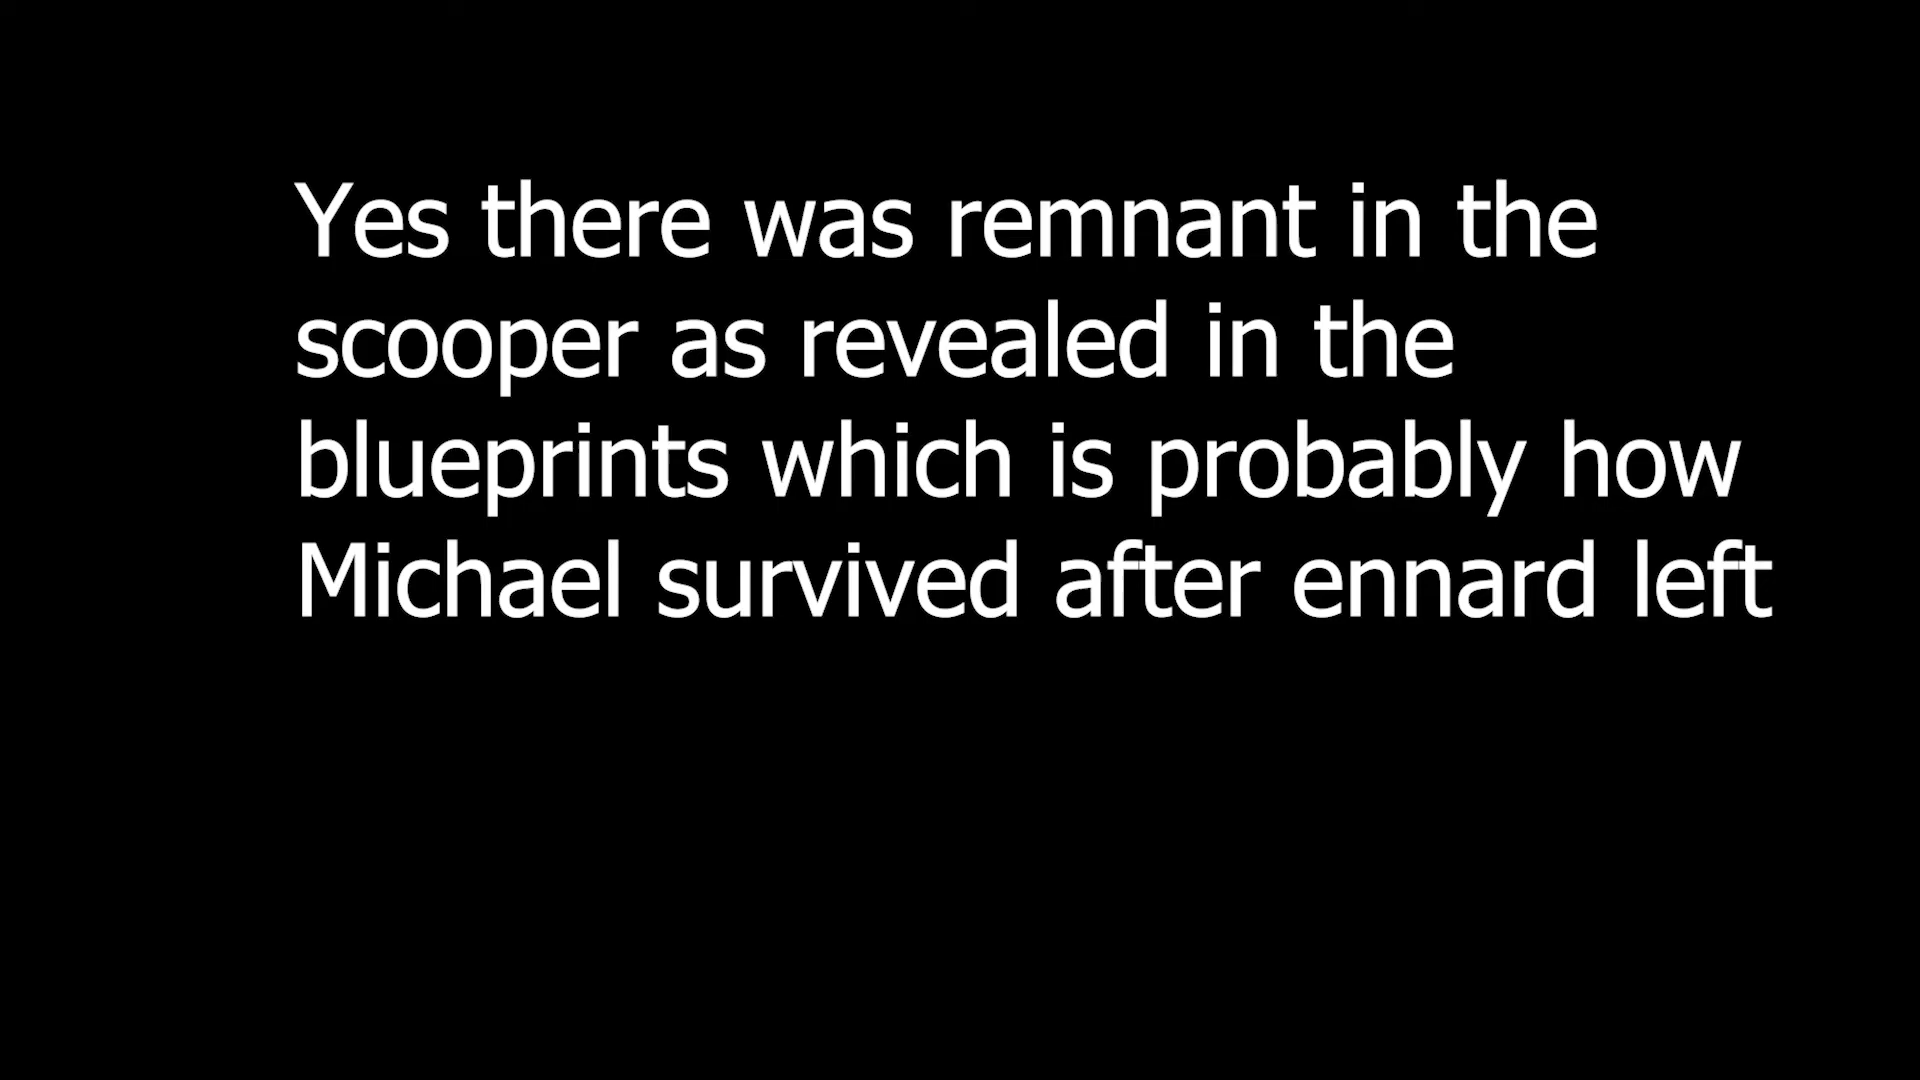 Yes there was remnant in the
scooper as revealed in the
blueprints which is probably how
Michael survived after ennard left